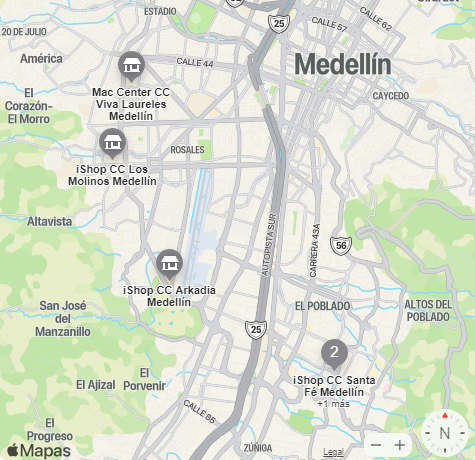 ESTADIO
CALLE 57
CALLE 62
25
20 DE JULIO
América
CALLE 44
Medellín
Mac Center CC
Viva Laureles
Medellín
CAYCEDO
El
Corazón-
El Morro
ROSALES
iShop CC Los
Molinos Medellín
Altavista
AUTOPISTA SUR
CARRERA 43A
56
iShop CC Arkadia
Medellín
San José
del
Manzanillo
EL POBLADO
ALTOS DEL
POBLADO
25
2
El Ajizal
El
Porvenir
iShop CC Santa
Fé Medellín
+1 más
CALLE 85
El
Progreso
ZÚÑIGA
Legal
N
Mapas
− +